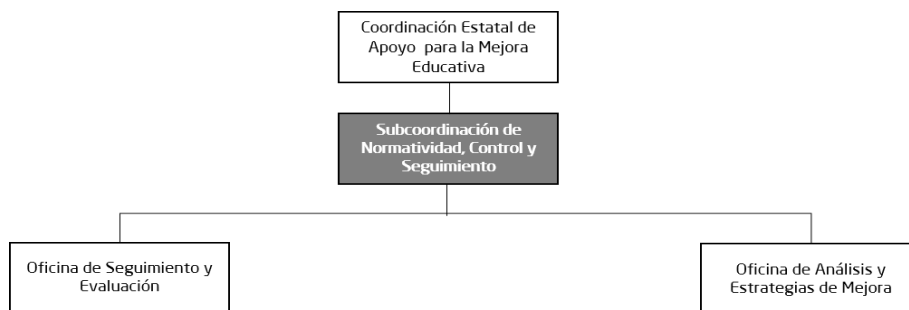 Coordinación Estatal de
Apoyo para la Mejora
Educativa
Subcoordinación de
Normatividad, Control y
Seguimiento
Oficina de Seguimiento y
Evaluación
Oficina de Análisis y
Estrategias de Mejora